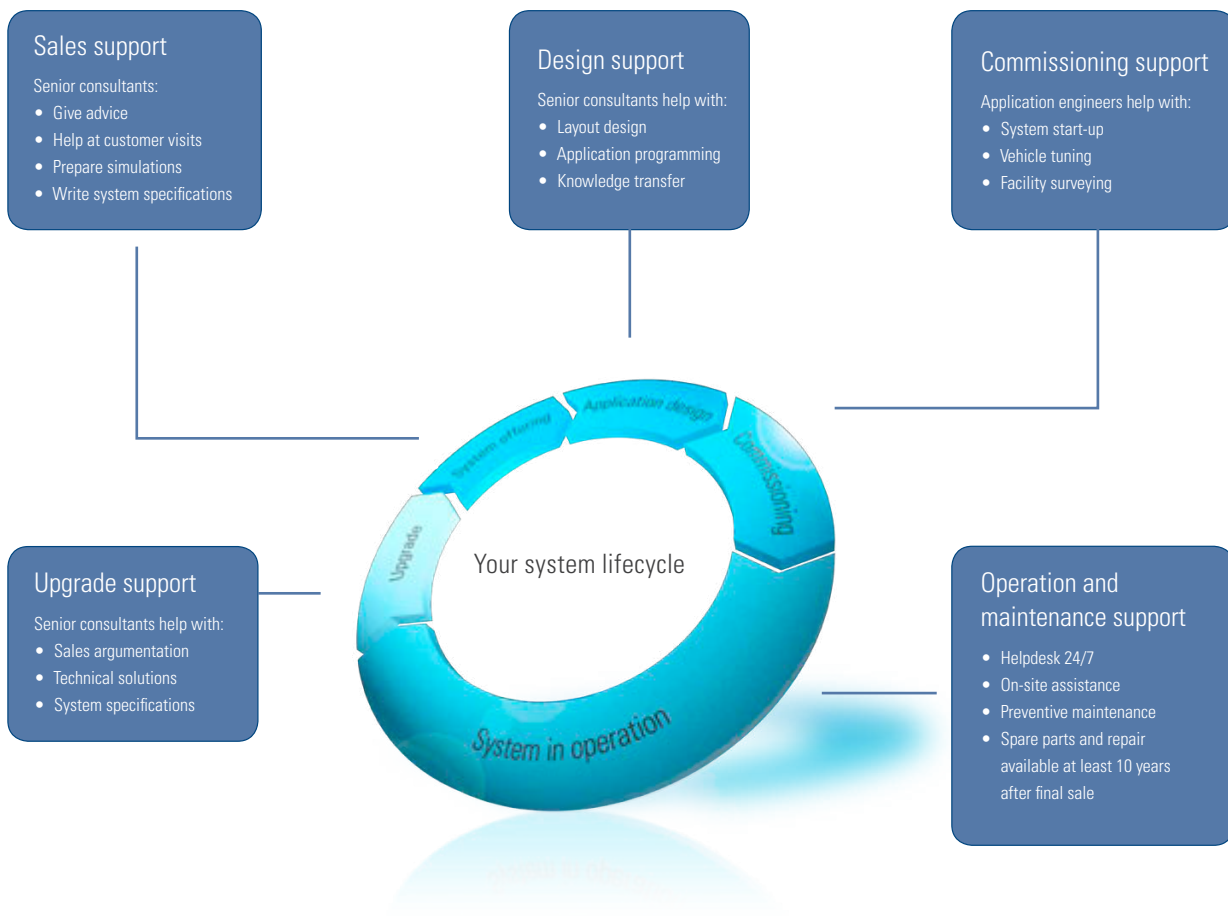 Sales support
Senior consultants:
• Give advice
• Help at customer visits
• Prepare simulations
• Write system specifications
Design support
Senior consultants help with:
• Layout design
• Application programming
• Knowledge transfer
Commissioning support
Application engineers help with:
• System start-up
• Vehicle tuning
• Facility surveying
System offering
Application design
Commissioning
Upgrade
Your system lifecycle
System in operation
Upgrade support
Senior consultants help with:
• Sales argumentation
• Technical solutions
• System specifications
Operation and
maintenance support
• Helpdesk 24/7
• On-site assistance
• Preventive maintenance
• Spare parts and repair
available at least 10 years
after final sale